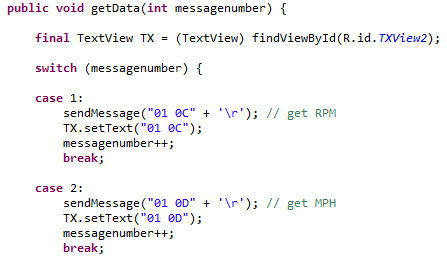 public void getData(int messagenumber) {
final TextView TX = (TextView) findViewById(R.id.TXView2);
switch (messagenumber) {
case 1:
sendMessage("01 0C" + '\r'); // get RPM
TX.setText("01 0C");
messagenumber++;
break;
case 2:
sendMessage("01 0D" + '\r'); // get MPH
TX.setText("01 0D");
messagenumber++;
break;